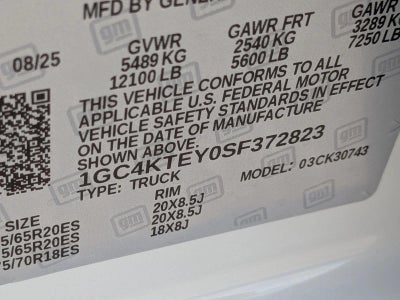 MFD BY GENE
08/25
GVWR
5489 KG
12100 LB
GAWR FRT
2540 KG
5600 LB
GAWR
3289 KG
7250 LB
THIS VEHICLE CONFORMS TO ALL
APPLICABLE U.S. FEDERAL MOTOR
VEHICLE SAFETY STANDARDS IN EFFECT
ON THE DATE OF MANUFACTURE
SHOWN ABOVE.
1GC4KTEY0SF372823
TYPE: TRUCK
MODEL: 03CK30743
SIZE
5/65R20ES
5/65R20ES
5/70R18ES
RIM
20X8.5J
20X8.5J
18X8J
gm